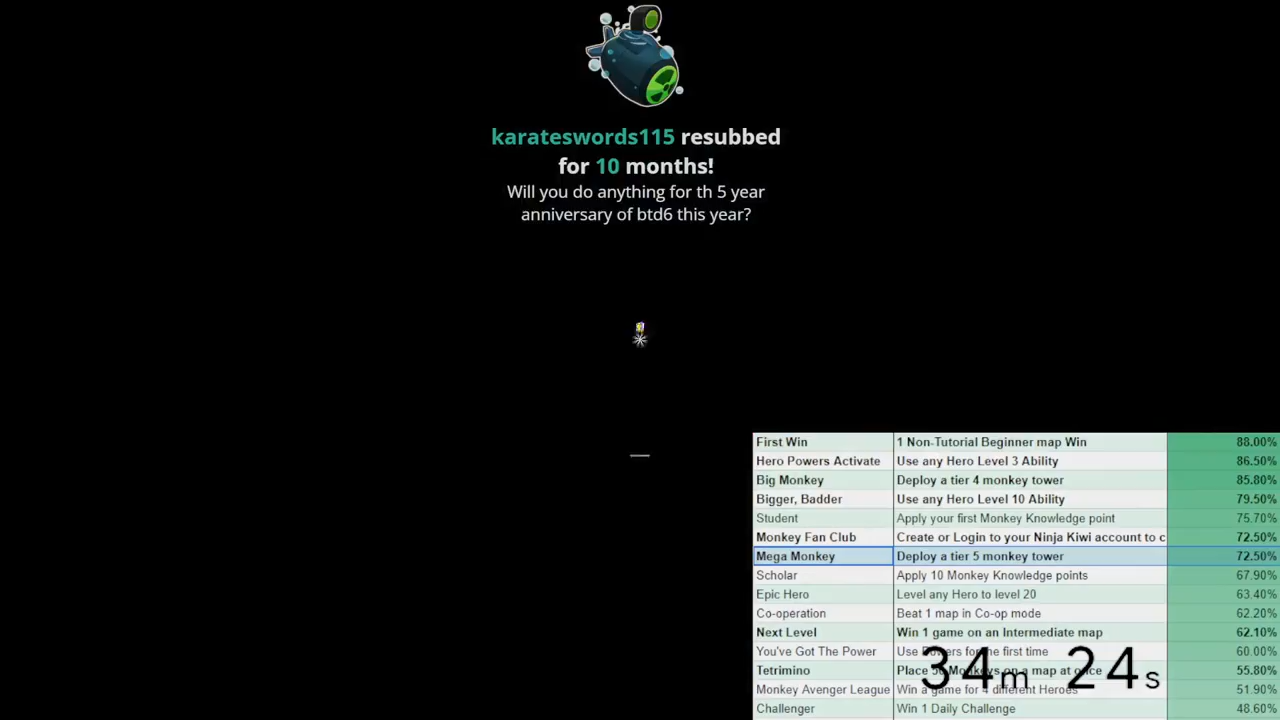 karateswords115 resubbed
for 10 months!
Will you do anything for th 5 year
anniversary of btd6 this year?
First Win 1 Non-Tutorial Beginner map Win 88.00%
Hero Powers Activate Use any Hero Level 3 Ability 86.50%
Big Monkey Deploy a tier 4 monkey tower 85.80%
Bigger, Badder Use any Hero Level 10 Ability 79.50%
Student Apply your first Monkey Knowledge point 75.70%
Monkey Fan Club Create or Login to your Ninja Kiwi account to c 72.50%
Mega Monkey Deploy a tier 5 monkey tower 72.50%
Scholar Apply 10 Monkey Knowledge points 67.90%
Epic Hero Level any Hero to level 20 63.40%
Co-operation Beat 1 map in Co-op mode 62.20%
Next Level Win 1 game on an Intermediate map 62.10%
You've Got The Power Use Powers for the first time 60.00%
34m 24s
Tetrimino Place Monkeys on a map at once 55.80%
Monkey Avenger League Win a game for 4 different Heroes 51.90%
Challenger Win 1 Daily Challenge 48.60%